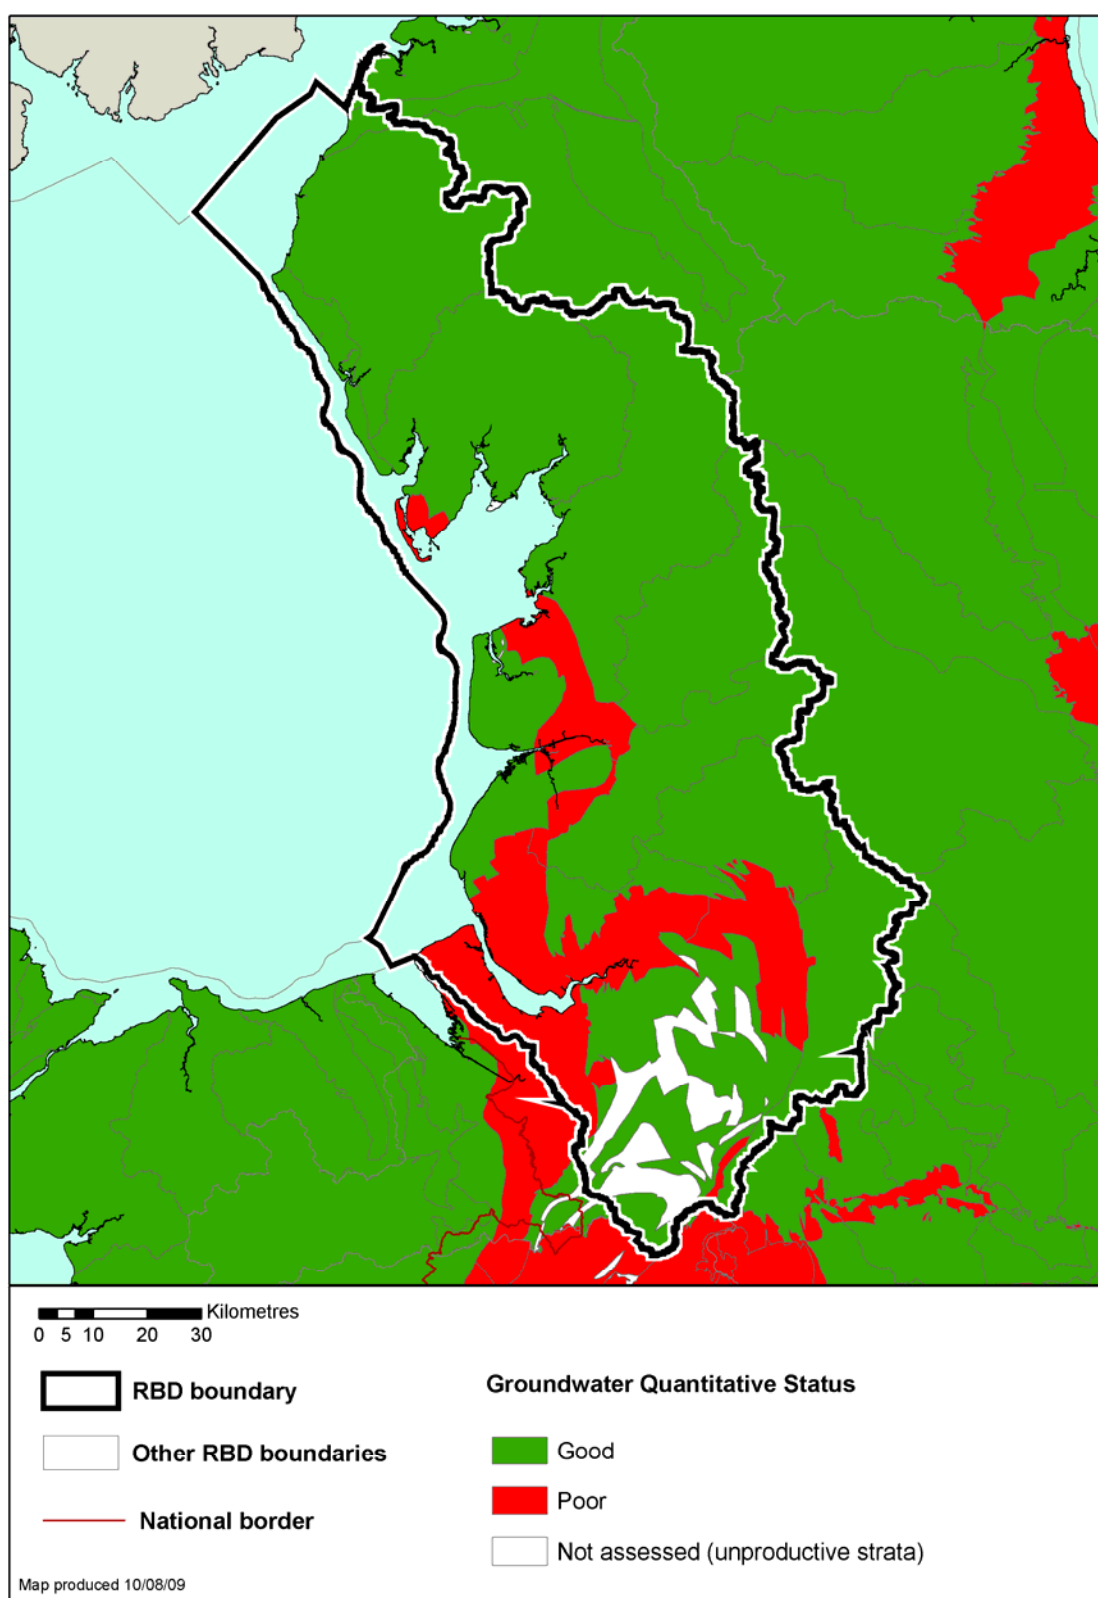 Kilometres
0 5 10 20 30
RBD boundary
Other RBD boundaries
National border
Groundwater Quantitative Status
Good
Poor
Not assessed (unproductive strata)
Map produced 10/08/09